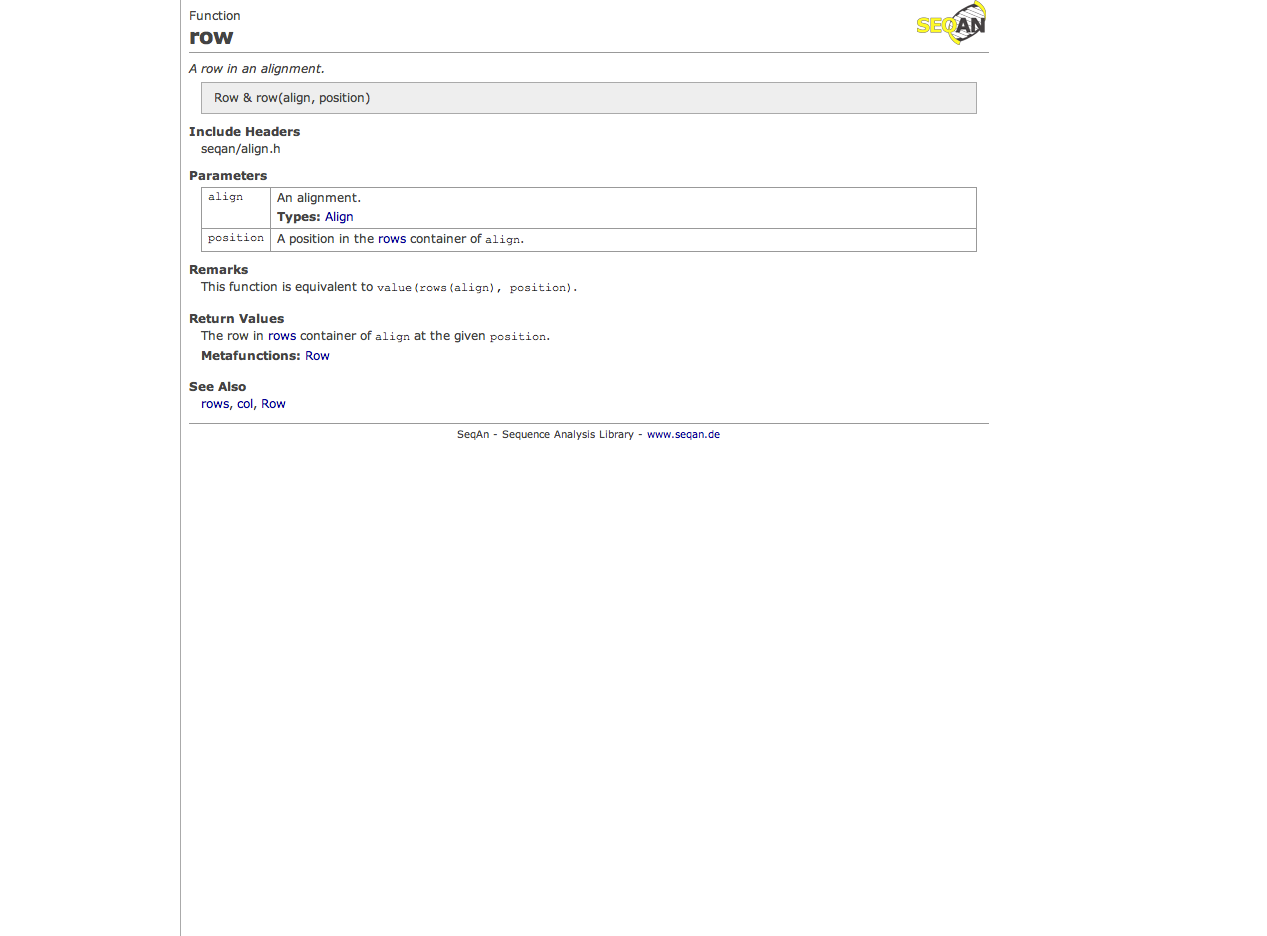 Function
row
SEQAN
A row in an alignment.
Row & row(align, position)
Include Headers
seqan/align.h
Parameters
align
An alignment.
Types: Align
position
A position in the rows container of align.
Remarks
This function is equivalent to value(rows(align), position).
Return Values
The row in rows container of align at the given position.
Metafunctions: Row
See Also
rows, col, Row
SeqAn - Sequence Analysis Library - www.seqan.de